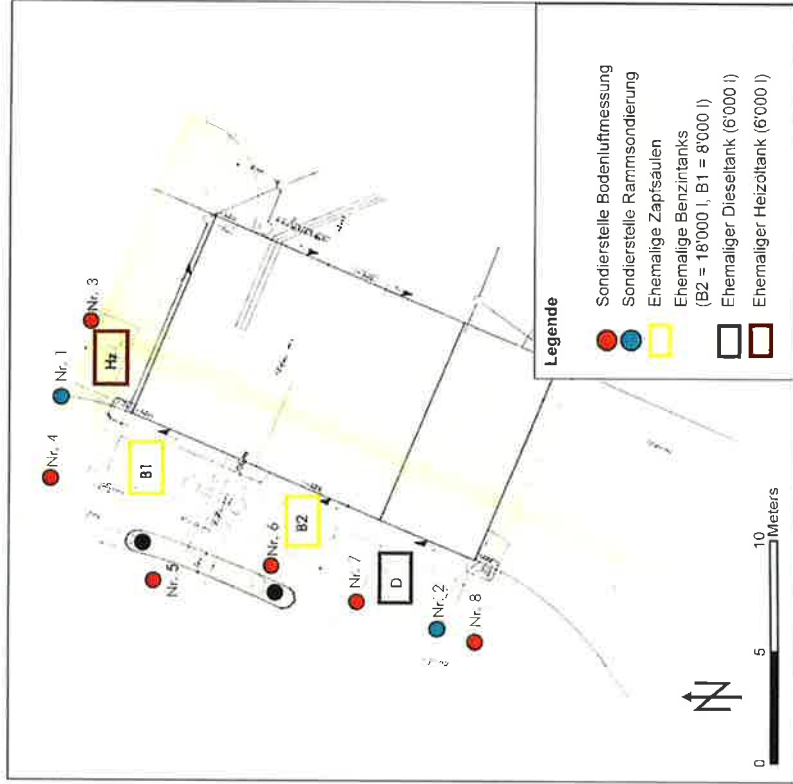 Nr. 3
Nr. 1
Nr. 4
Hz
B1
Nr. 5
Nr. 6
B2
Nr. 7
D
Nr. 2
Nr. 8
Legende
Sondierstelle Bodenluftmessung
Sondierstelle Rammsondierung
Ehemalige Zapfsäulen
Ehemalige Benzintanks
(B2 = 18'000 l, B1 = 8'000 l)
Ehemaliger Dieseltank (6'000 l)
Ehemaliger Heizöltank (6'000 l)
N
0 5 10
Meters